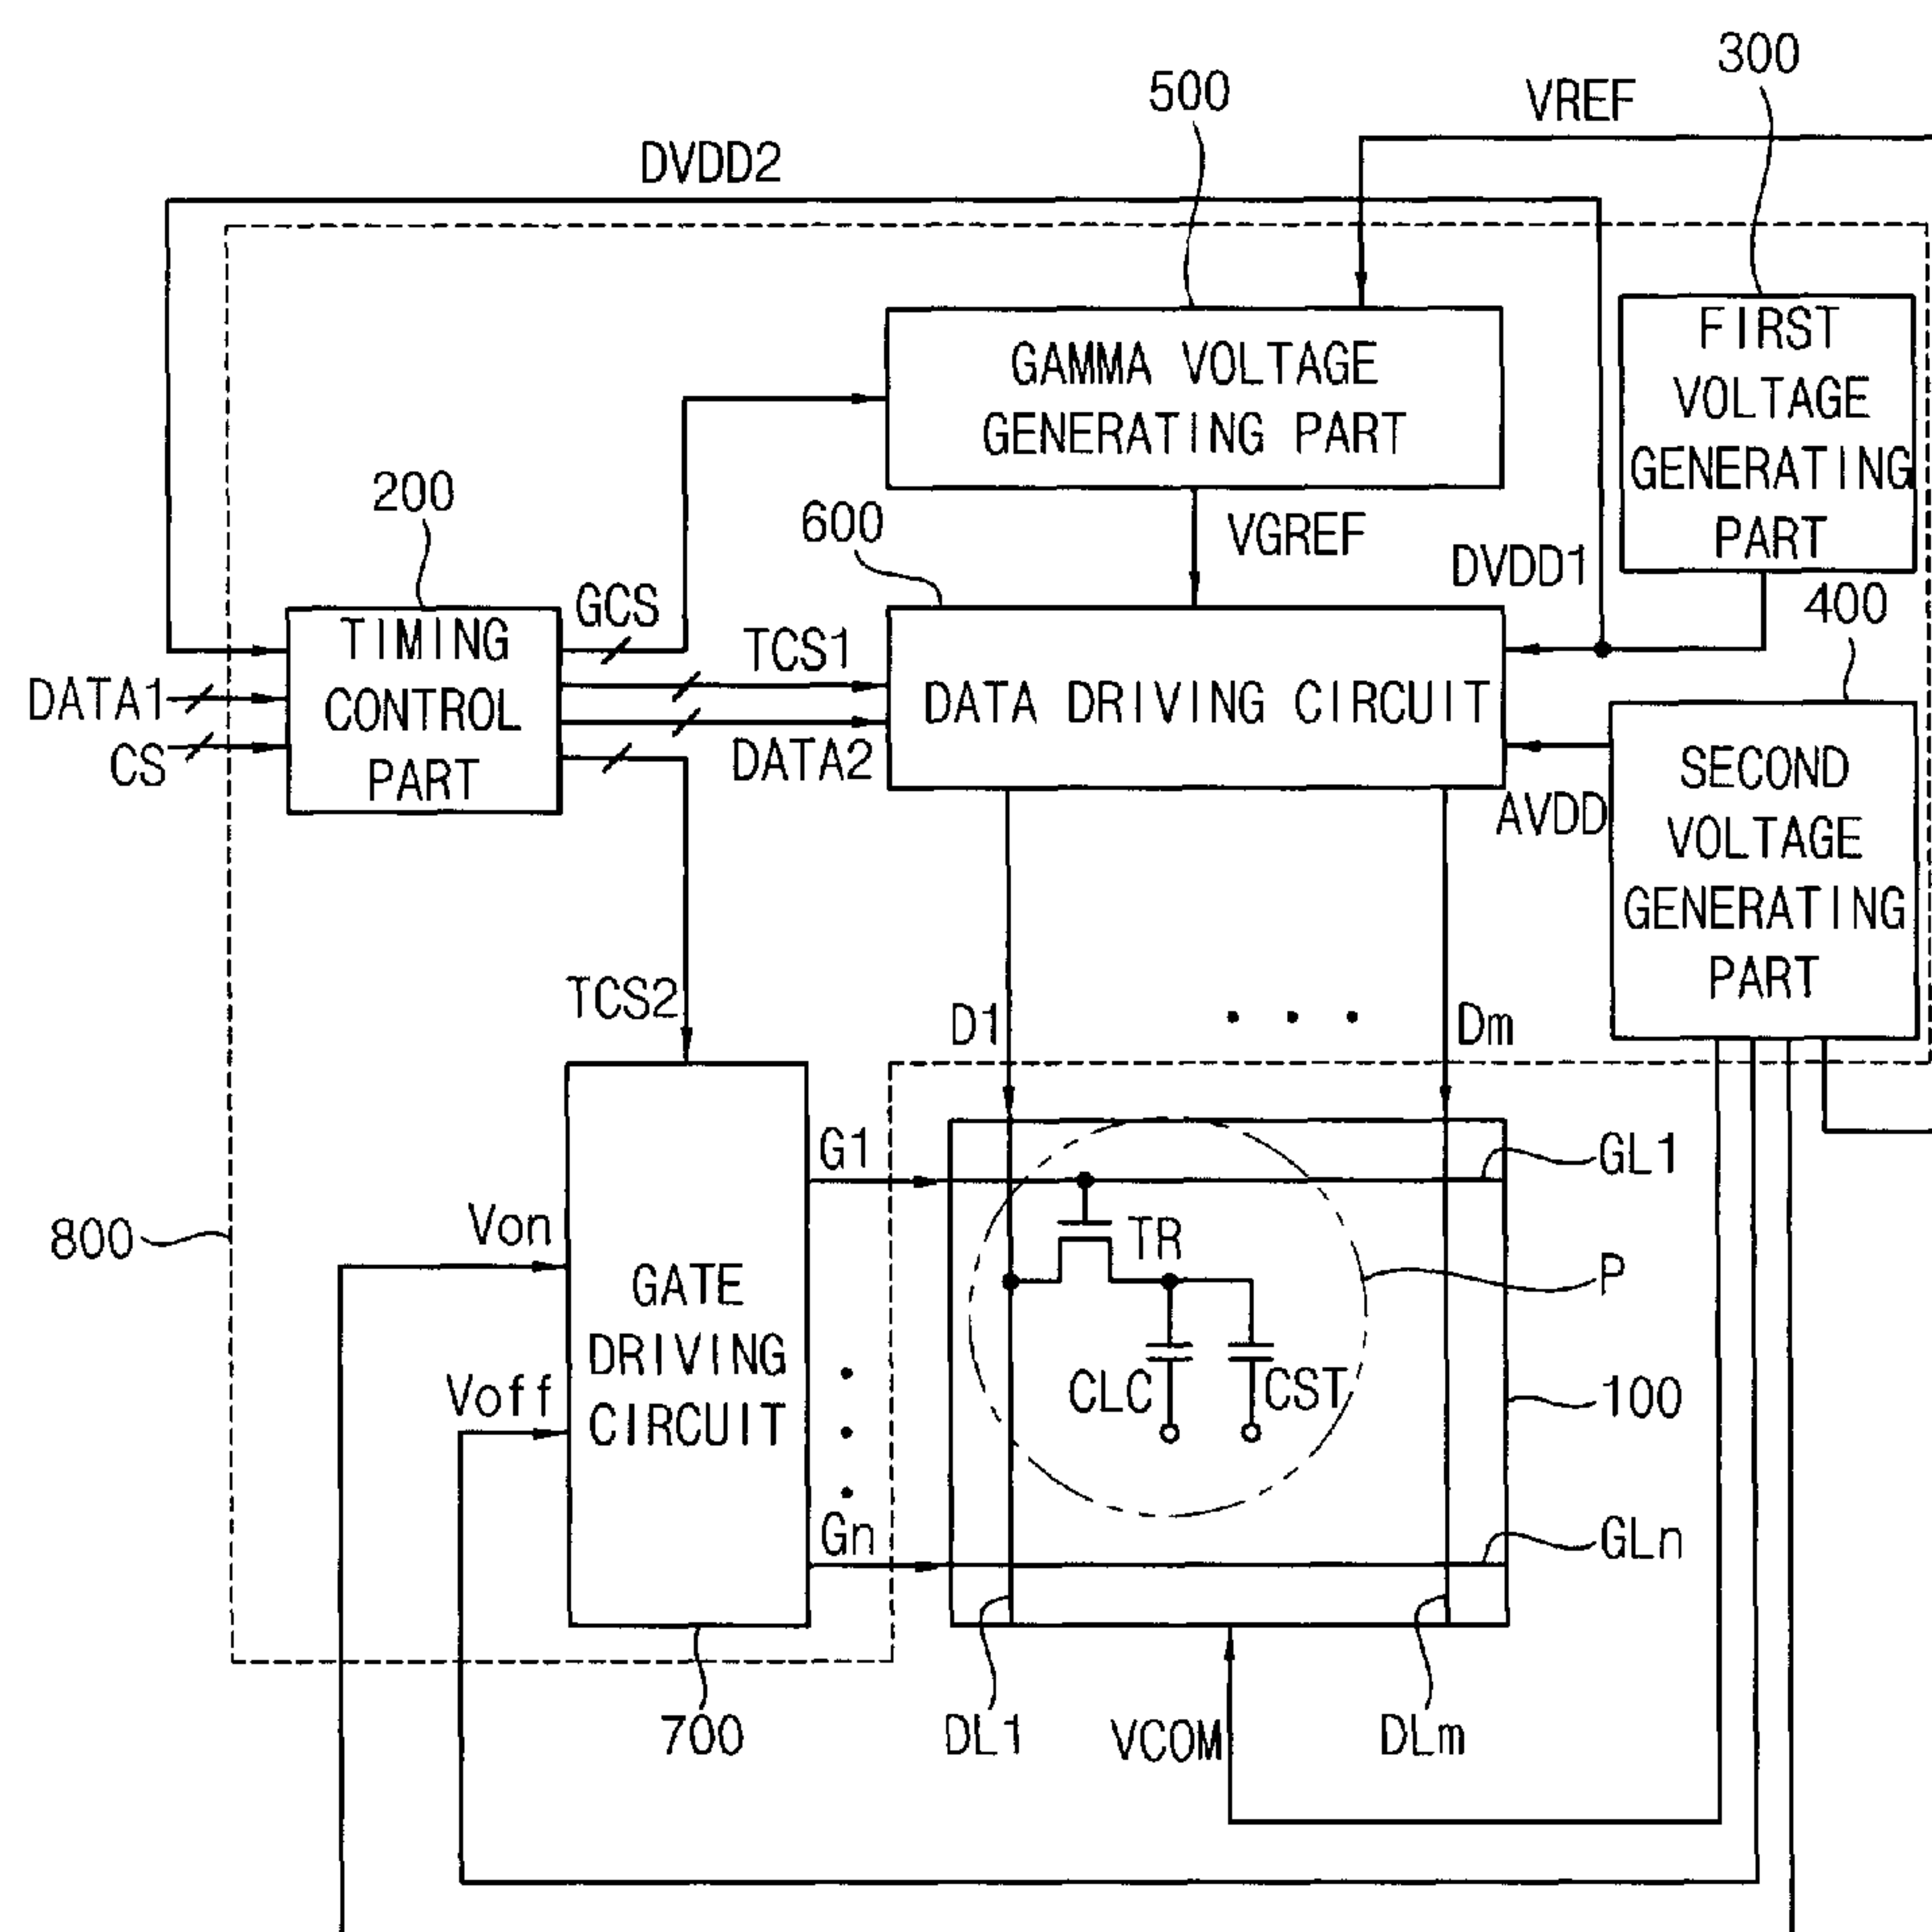 300
500
VREF
DVDD2
FIRST
VOLTAGE
GENERATING
PART
GAMMA VOLTAGE
GENERATING PART
200
600
VGREF
DVDD1
400
GCS
TCS1
TIMING
CONTROL
PART
DATA1
CS
DATA2
DATA DRIVING CIRCUIT
AVDD
SECOND
VOLTAGE
GENERATING
PART
TCS2
D1
Dm
G1
GL1
800
Von
TR
P
GATE
DRIVING
CIRCUIT
Voff
CLC
CST
100
Gn
GLn
700
DL1
VCOM
DLm